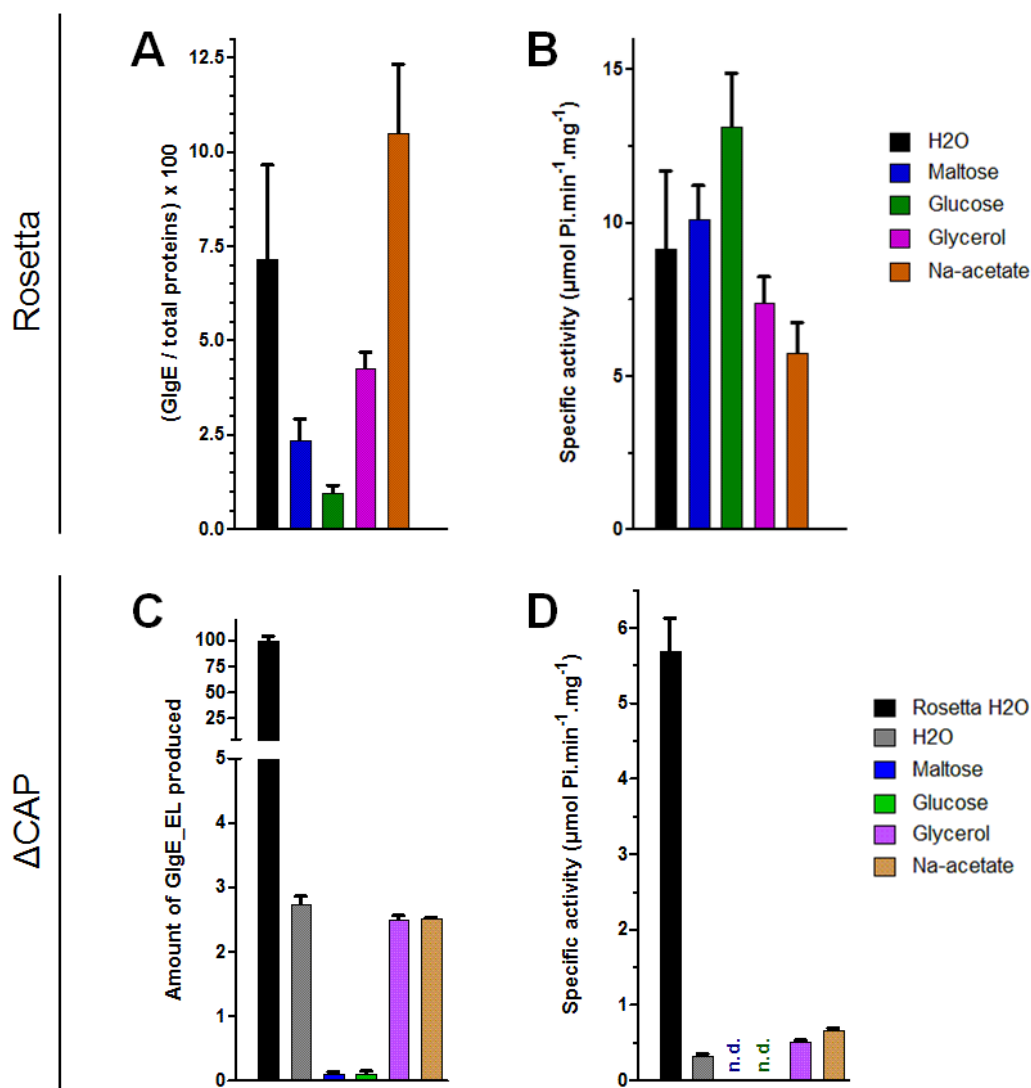 Rosetta
A
(GlgE / total proteins) x 100
12.5
10.0
7.5
5.0
2.5
0.0
B
Specific activity (µmol Pi.min-1.mg-1)
15
10
5
0
H2O
Maltose
Glucose
Glycerol
Na-acetate
ΔCAP
C
Amount of GlgE_EL produced
100
75
50
25
5
4
3
2
1
0
D
Specific activity (µmol Pi.min-1.mg-1)
6
5
4
3
2
1
0
n.d.
n.d.
Rosetta H2O
H2O
Maltose
Glucose
Glycerol
Na-acetate